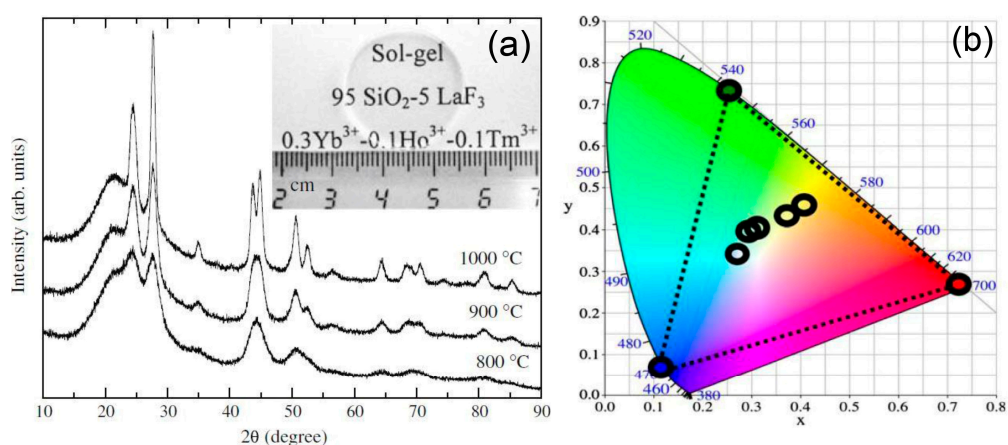 (a)
Sol-gel
95 SiO₂-5 LaF₃
0.3Yb³⁺-0.1Ho³⁺-0.1Tm³⁺
2 cm 3 4 5 6 7
Intensity (arb. units)
1000 °C
900 °C
800 °C
10 20 30 40 50 60 70 80 90
2θ (degree)
(b)
0.9
0.8
0.7
0.6
0.5
y
0.4
0.3
0.2
0.1
0.0
0.0 0.1 0.2 0.3 0.4 0.5 0.6 0.7 0.8
x
520
540
560
500
580
600
620
490
700
480
460
380